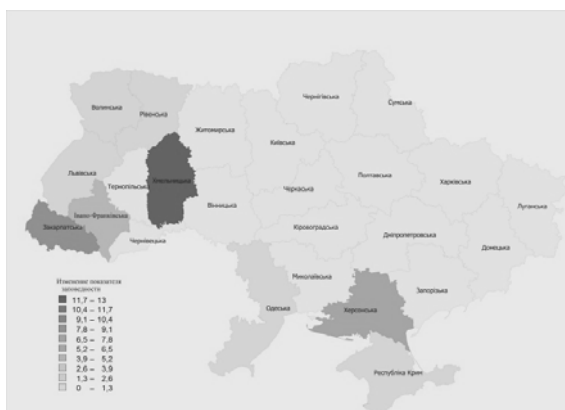 Чернігівська
Сумська
Волинська
Рівенська
Житомирська
Київська
Львівська
Тернопільська
Хмельницька
Полтавська
Харківська
Луганська
Черкаська
Вінницька
Івано-Франківська
Закарпатська
Чернівецька
Кіровоградська
Дніпропетровська
Донецька
Миколаївська
Запорізька
Одеська
Херсонська
Республіка Крим
Изменение показателя
заповедности
11,7 – 13
10,4 – 11,7
9,1 – 10,4
7,8 – 9,1
6,5 – 7,8
5,2 – 6,5
3,9 – 5,2
2,6 – 3,9
1,3 – 2,6
0 – 1,3